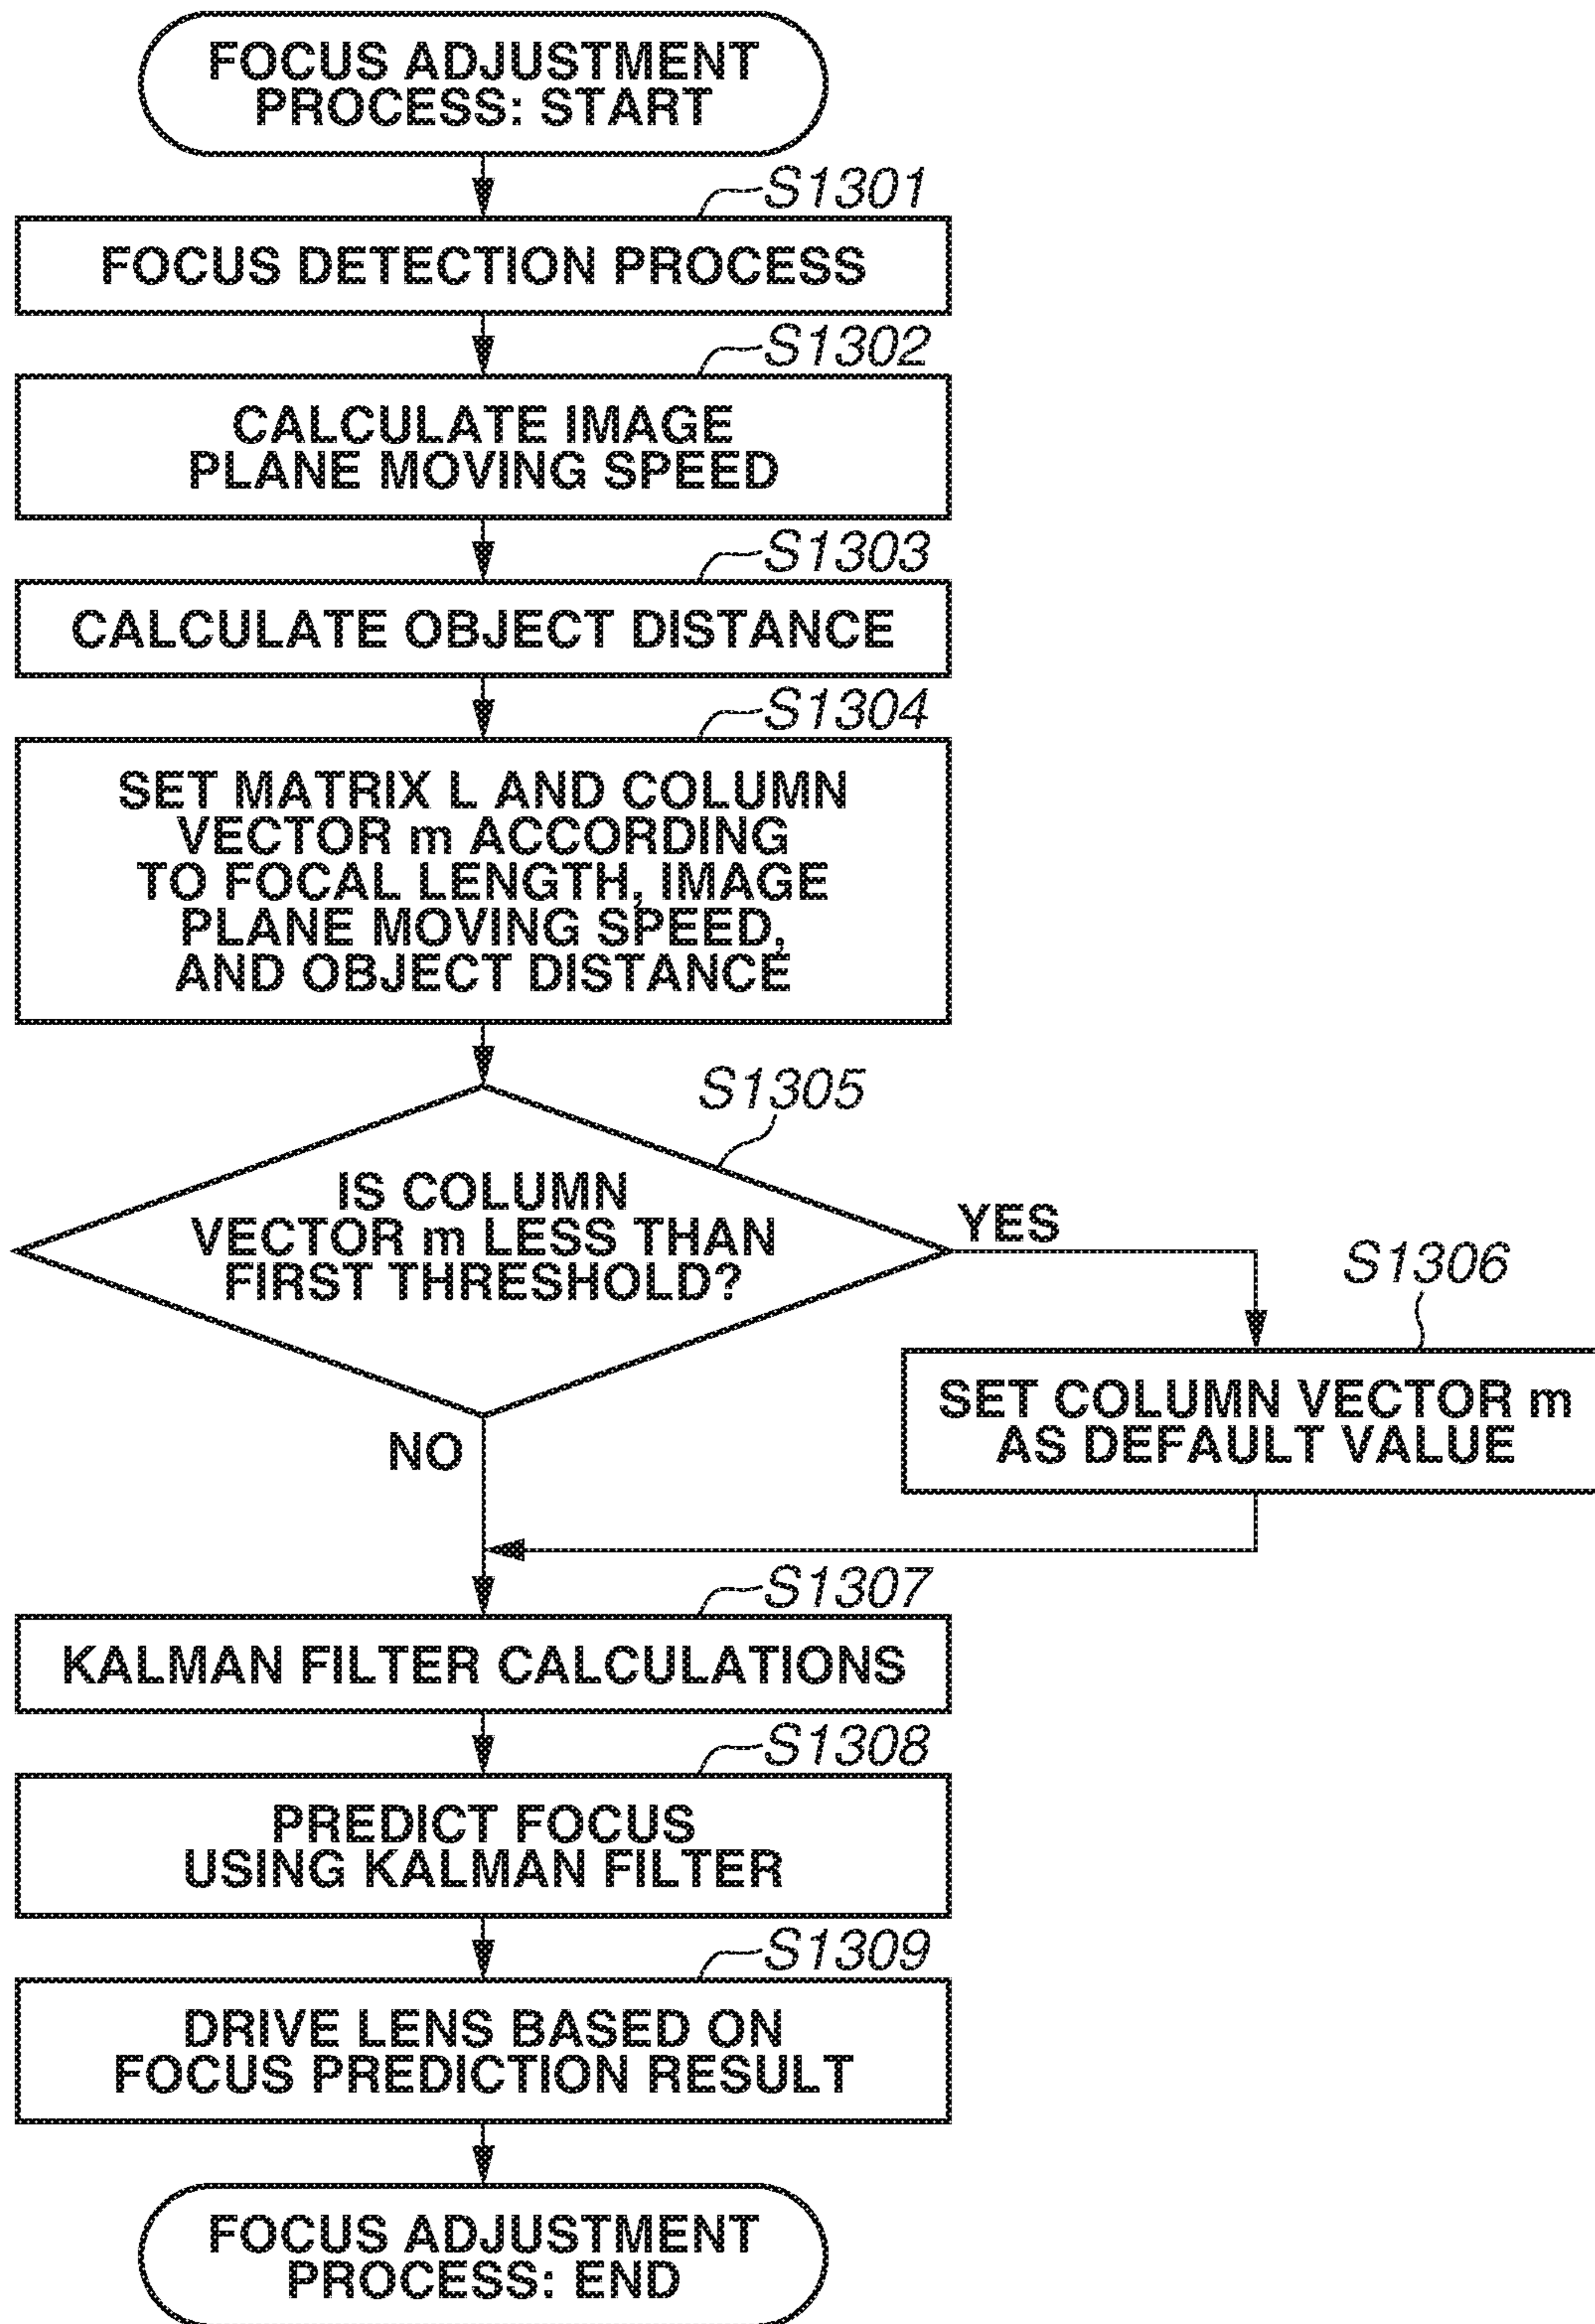 FOCUS ADJUSTMENT
PROCESS: START
S1301
FOCUS DETECTION PROCESS
S1302
CALCULATE IMAGE
PLANE MOVING SPEED
S1303
CALCULATE OBJECT DISTANCE
S1304
SET MATRIX L AND COLUMN
VECTOR m ACCORDING
TO FOCAL LENGTH, IMAGE
PLANE MOVING SPEED,
AND OBJECT DISTANCE
S1305
IS COLUMN
VECTOR m LESS THAN
FIRST THRESHOLD?
YES
S1306
SET COLUMN VECTOR m
AS DEFAULT VALUE
NO
S1307
KALMAN FILTER CALCULATIONS
S1308
PREDICT FOCUS
USING KALMAN FILTER
S1309
DRIVE LENS BASED ON
FOCUS PREDICTION RESULT
FOCUS ADJUSTMENT
PROCESS: END